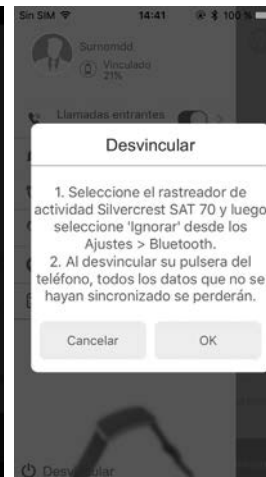 Sin SIM 14:41 100 %
Surnomdd
Vinculado
21%
Llamadas entrantes
Desvincular
1. Seleccione el rastreador de
actividad Silvercrest SAT 70 y luego
seleccione 'Ignorar' desde los
Ajustes > Bluetooth.
2. Al desvincular su pulsera del
teléfono, todos los datos que no se
hayan sincronizado se perderán.
Cancelar OK
Desvincular